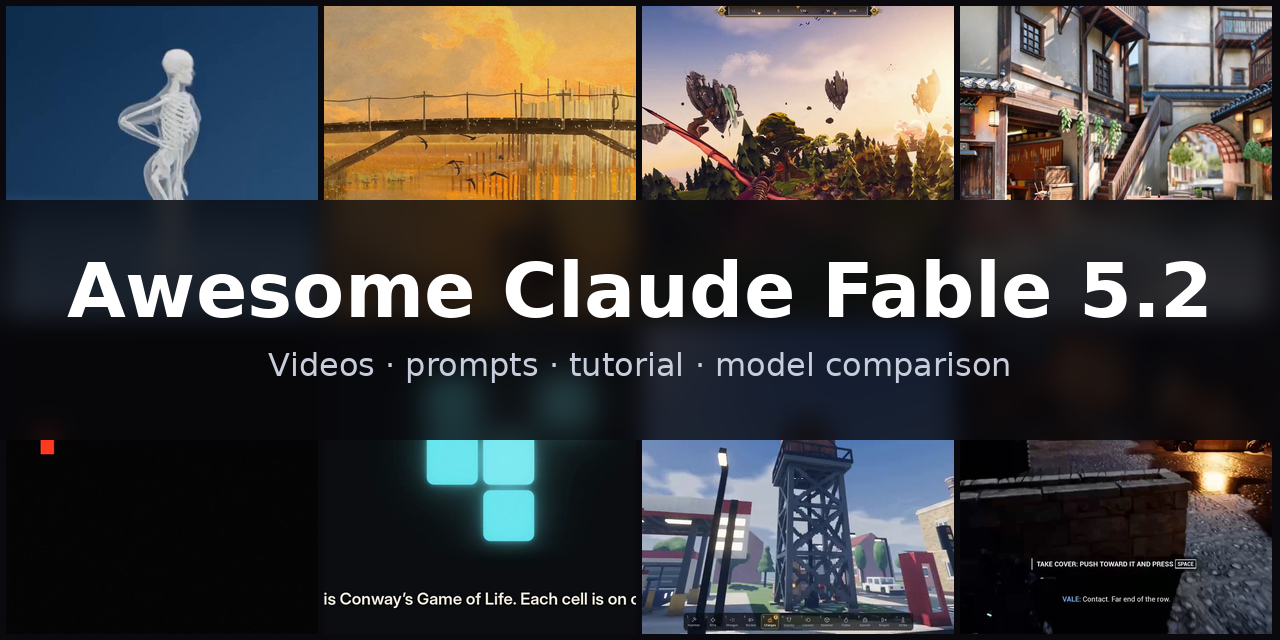 Awesome Claude Fable 5.2
Videos · prompts · tutorial · model comparison
is Conway's Game of Life. Each cell is on o
TAKE COVER: PUSH TOWARD IT AND PRESS SPACE
VALE: Contact. Far end of the row.